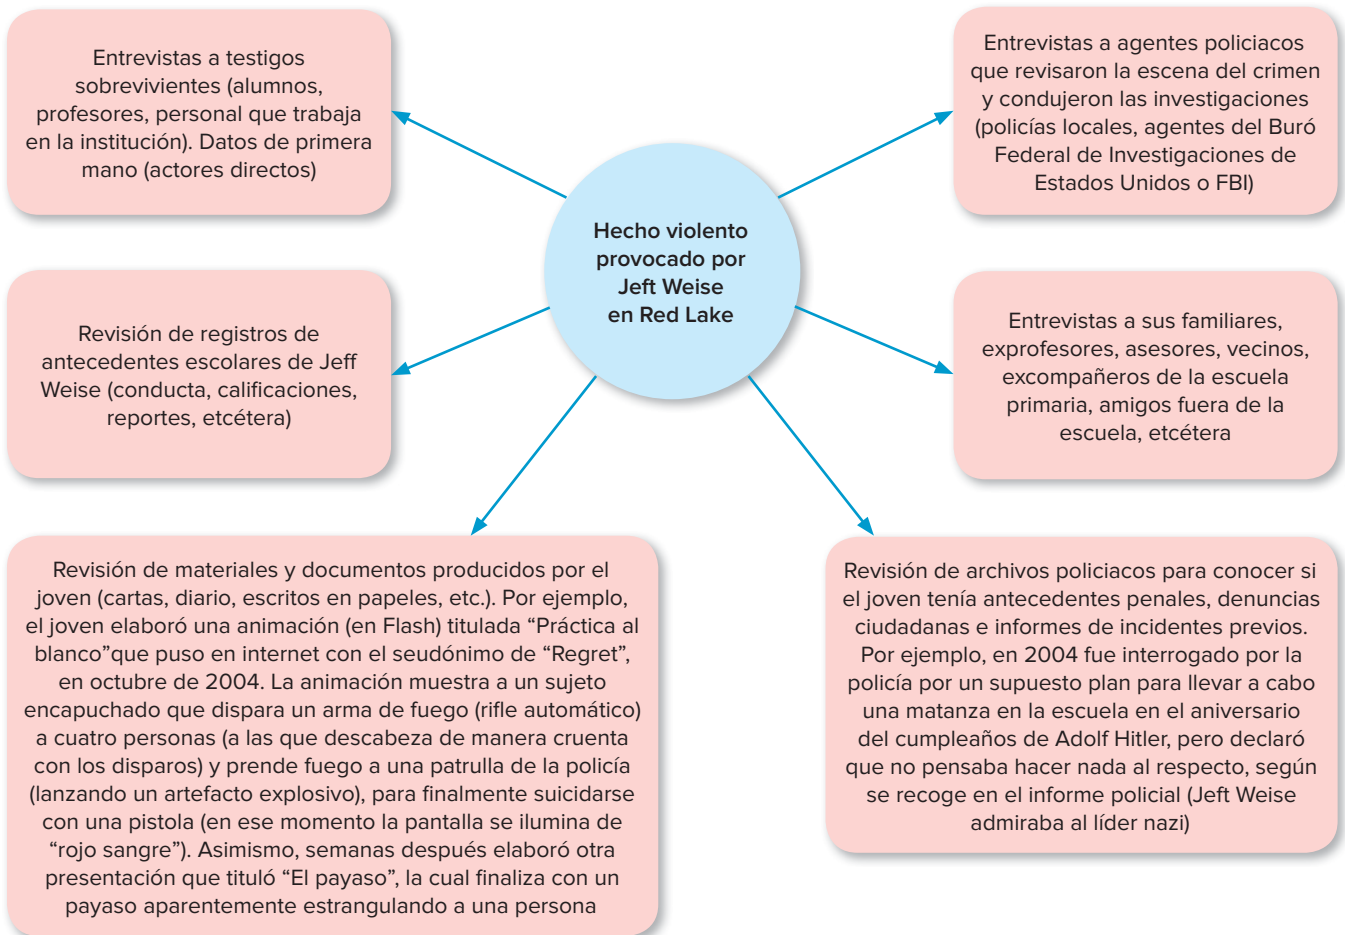 Entrevistas a testigos
sobrevivientes (alumnos,
profesores, personal que trabaja
en la institución). Datos de primera
mano (actores directos)
Entrevistas a agentes policiacos
que revisaron la escena del crimen
y condujeron las investigaciones
(policías locales, agentes del Buró
Federal de Investigaciones de
Estados Unidos o FBI)
Hecho violento
provocado por
Jeft Weise
en Red Lake
Revisión de registros de
antecedentes escolares de Jeff
Weise (conducta, calificaciones,
reportes, etcétera)
Entrevistas a sus familiares,
exprofesores, asesores, vecinos,
excompañeros de la escuela
primaria, amigos fuera de la
escuela, etcétera
Revisión de materiales y documentos producidos por el
joven (cartas, diario, escritos en papeles, etc.). Por ejemplo,
el joven elaboró una animación (en Flash) titulada “Práctica al
blanco”que puso en internet con el seudónimo de “Regret”,
en octubre de 2004. La animación muestra a un sujeto
encapuchado que dispara un arma de fuego (rifle automático)
a cuatro personas (a las que descabeza de manera cruenta
con los disparos) y prende fuego a una patrulla de la policía
(lanzando un artefacto explosivo), para finalmente suicidarse
con una pistola (en ese momento la pantalla se ilumina de
“rojo sangre”). Asimismo, semanas después elaboró otra
presentación que tituló “El payaso”, la cual finaliza con un
payaso aparentemente estrangulando a una persona
Revisión de archivos policiacos para conocer si
el joven tenía antecedentes penales, denuncias
ciudadanas e informes de incidentes previos.
Por ejemplo, en 2004 fue interrogado por la
policía por un supuesto plan para llevar a cabo
una matanza en la escuela en el aniversario
del cumpleaños de Adolf Hitler, pero declaró
que no pensaba hacer nada al respecto, según
se recoge en el informe policial (Jeft Weise
admiraba al líder nazi)